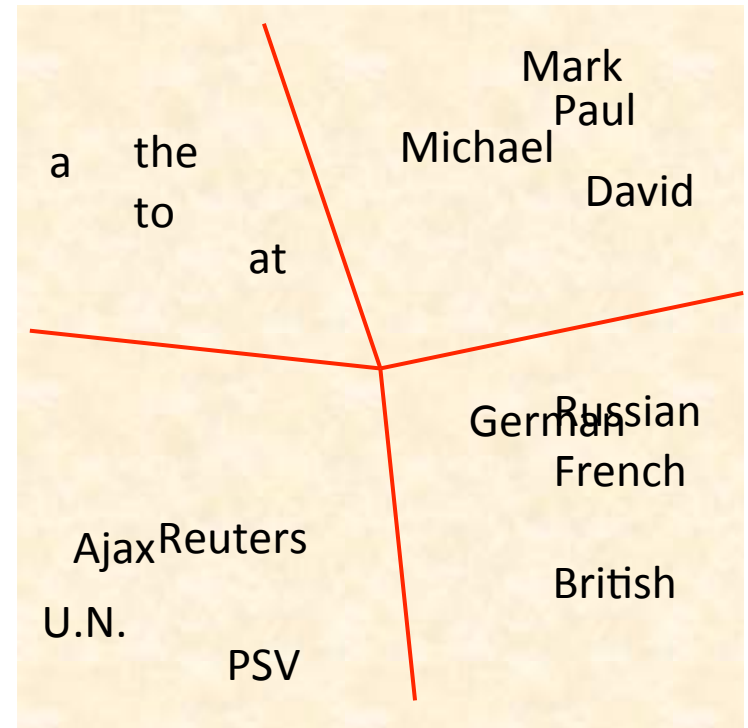 a the
to
at
Mark
Paul
Michael
David
German Russian
French
British
Ajax Reuters
U.N.
PSV